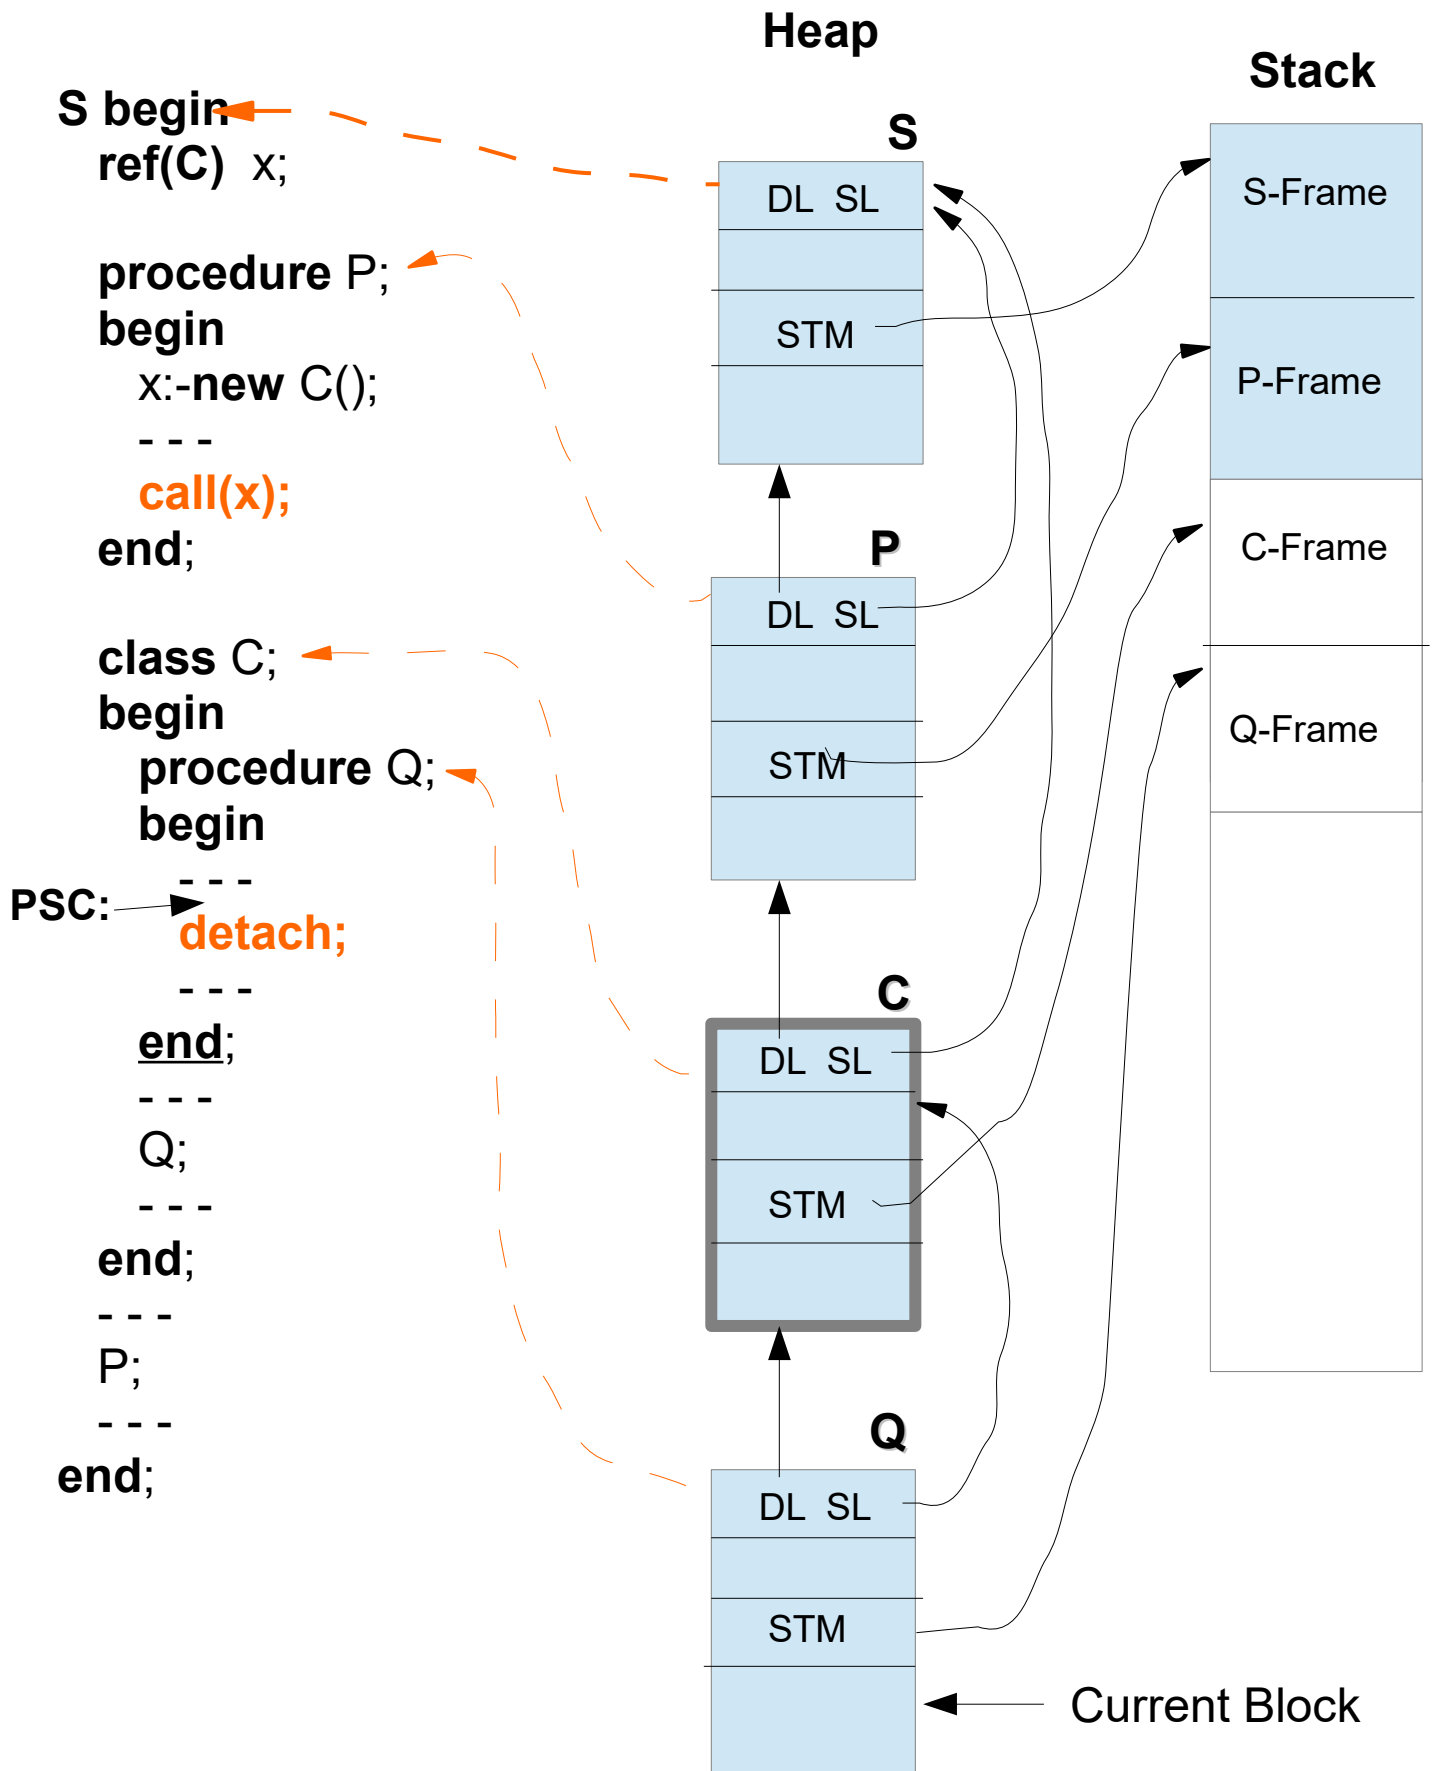 Heap
Stack
S begin
ref(C) x;
procedure P;
begin
x:-new C();
- - -
call(x);
end;
class C;
begin
procedure Q;
begin
- - -
PSC:
detach;
- - -
end;
- - -
Q;
- - -
end;
- - -
P;
- - -
end;
S
DL SL
STM
P
DL SL
STM
C
DL SL
STM
Q
DL SL
STM
Current Block
S-Frame
P-Frame
C-Frame
Q-Frame